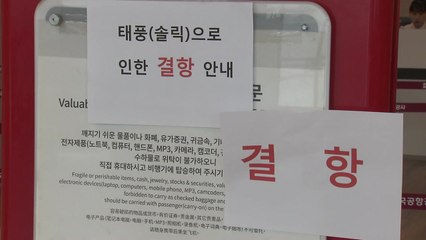 태풍(솔릭)으로
인한 결항 안내
Valuab
문
결 항
깨지기 쉬운 물품이나 화폐, 유가증권, 귀금속, 기
전자제품(노트북, 컴퓨터, 핸드폰, MP3, 카메라, 캠코더,
수하물로 위탁이 불가하오니
직접 휴대하시고 비행기에 탑승하여 주시기
Fragile or perishable items, cash, jewelry, stocks & securities, valu
electronic devices(laptop, computers, mobile phone, MP3, camcorders,
forbidden to carry as checked baggage and
should be carried with passenger(carry-on) on the